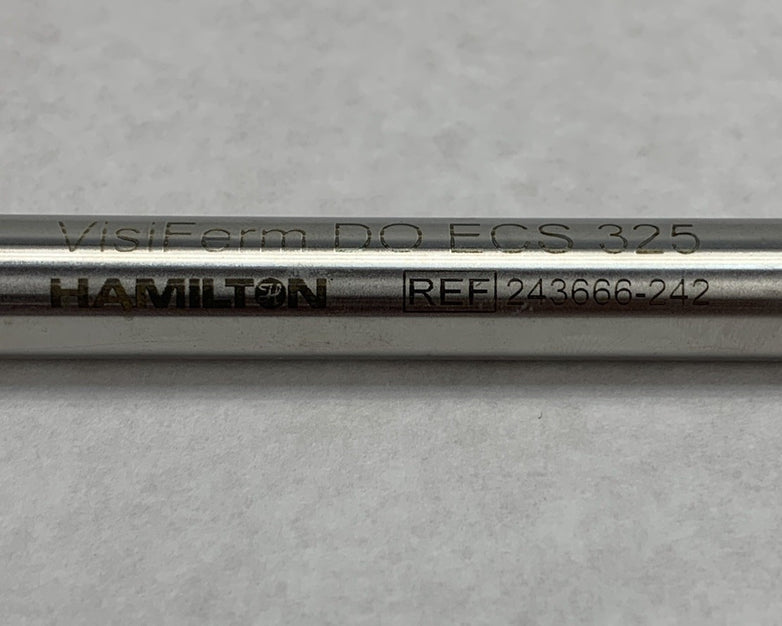 VisiFerm DO ECS 325
HAMILTON REF 243666-242